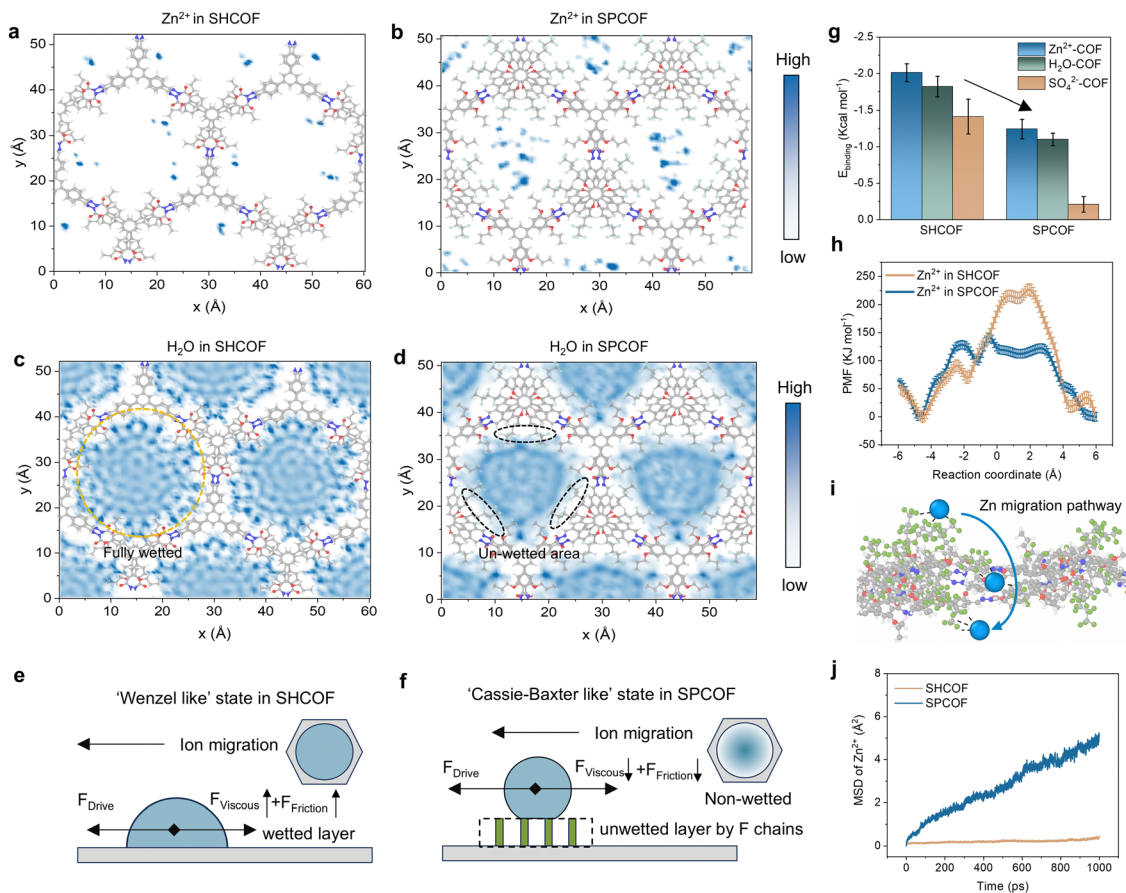 a
Zn²⁺ in SHCOF
50
40
30
20
10
0
y (Å)
0 10 20 30 40 50 60
x (Å)
b
Zn²⁺ in SPCOF
50
40
30
20
10
0
y (Å)
0 10 20 30 40 50
x (Å)
High
low
c
H₂O in SHCOF
50
40
30
20
10
0
y (Å)
Fully wetted
0 10 20 30 40 50 60
x (Å)
d
H₂O in SPCOF
50
40
30
20
10
0
y (Å)
Un-wetted area
0 10 20 30 40 50
x (Å)
High
low
e
'Wenzel like' state in SHCOF
Ion migration
F_Drive
F_Viscous
+F_Friction
wetted layer
f
'Cassie-Baxter like' state in SPCOF
Ion migration
F_Drive
F_Viscous
+F_Friction
Non-wetted
unwetted layer by F chains
g
-2.5
-2.0
-1.5
-1.0
-0.5
0.0
E_binding (Kcal mol⁻¹)
Zn²⁺-COF
H₂O-COF
SO₄²⁻-COF
SHCOF SPCOF
h
250
200
150
100
50
0
-50
PMF (KJ mol⁻¹)
Zn²⁺ in SHCOF
Zn²⁺ in SPCOF
-6 -4 -2 0 2 4 6
Reaction coordinate (Å)
i
Zn migration pathway
j
6
4
2
0
MSD of Zn²⁺ (Å²)
SHCOF
SPCOF
0 200 400 600 800 1000
Time (ps)